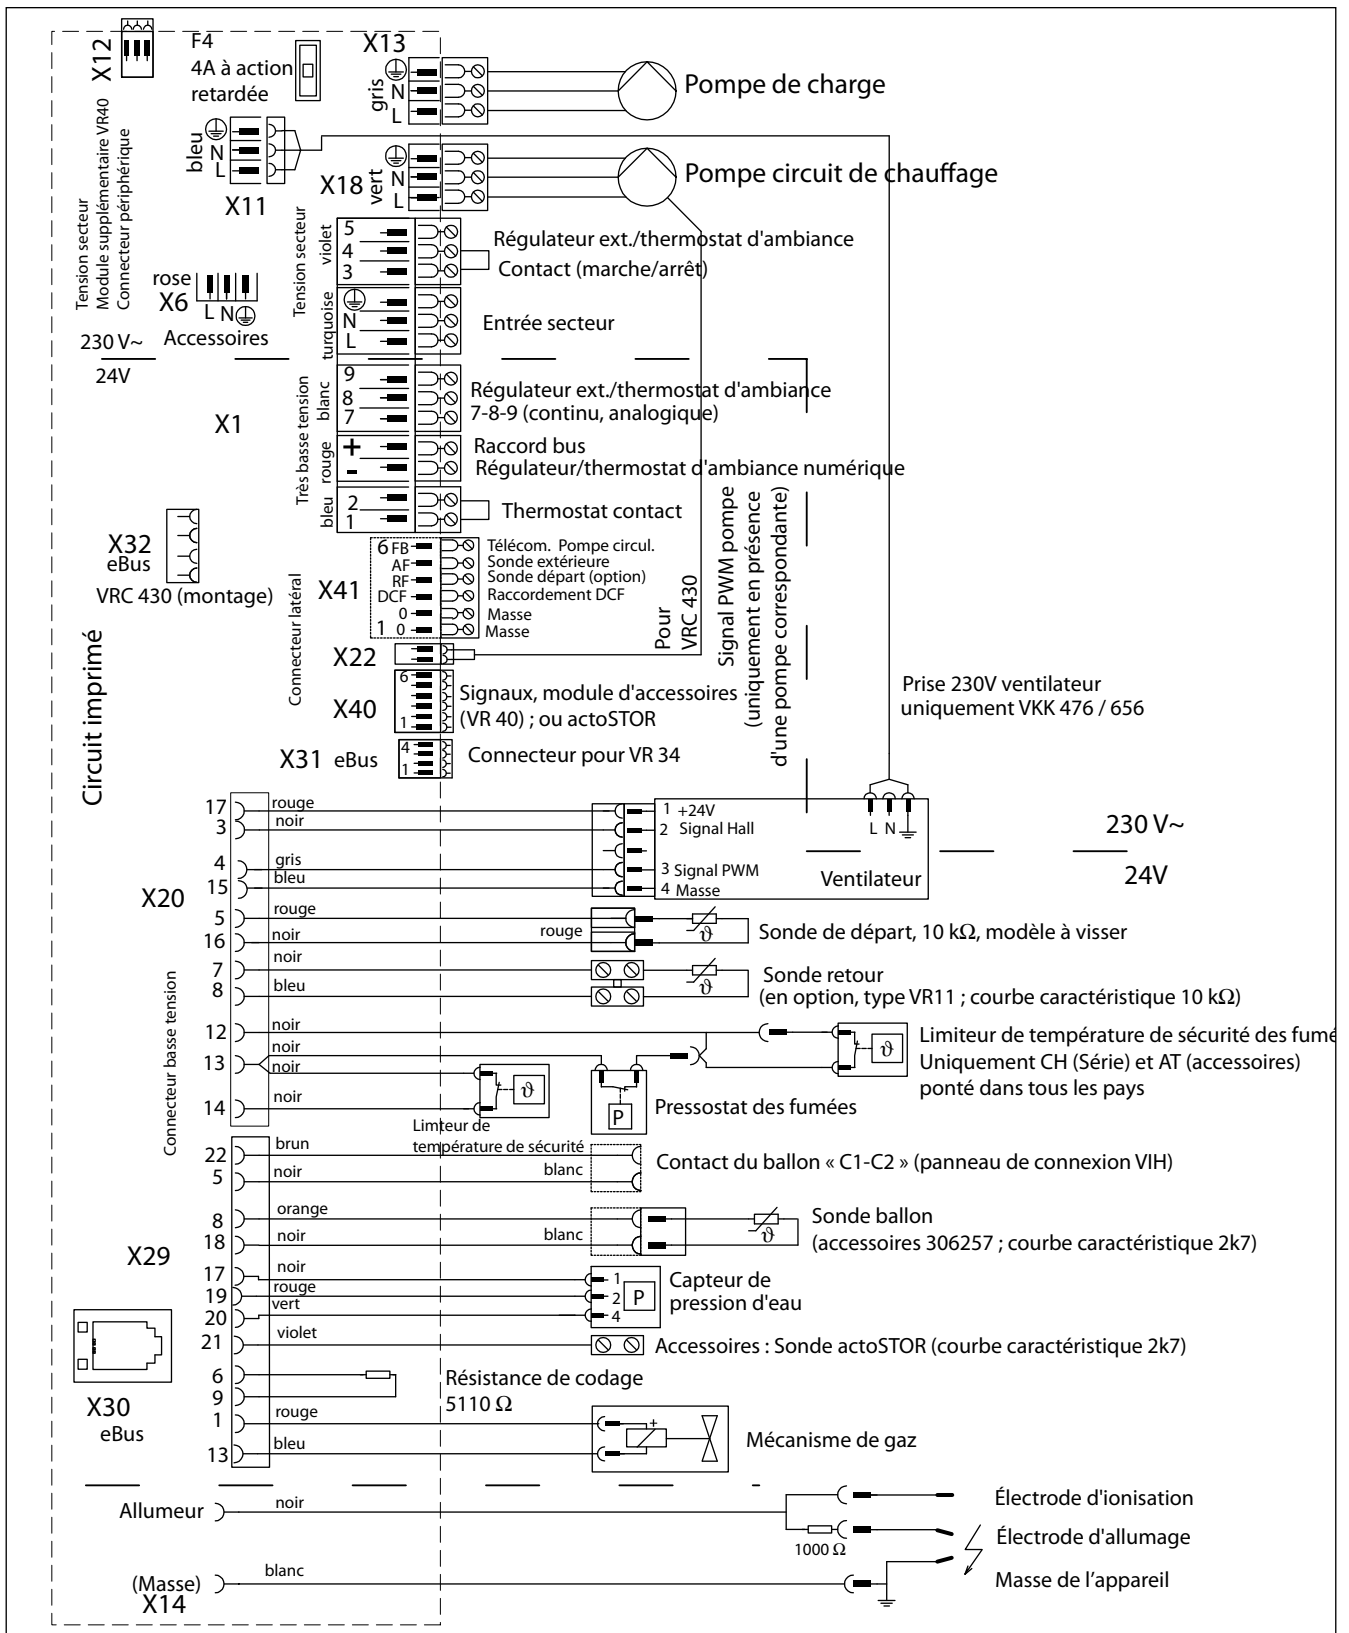 X12
F4
4A à action
retardée
X13
gris
N
L
Pompe de charge
Tension secteur
Module supplémentaire VR40
Connecteur périphérique
bleu
N
L
X11
X18
vert
N
L
Pompe circuit de chauffage
Tension secteur
violet
5
4
3
Régulateur ext./thermostat d'ambiance
Contact (marche/arrêt)
rose
X6
L N
Accessoires
turquoise
N
L
Entrée secteur
230 V~
24V
X1
Très basse tension
blanc
9
8
7
Régulateur ext./thermostat d'ambiance
7-8-9 (continu, analogique)
rouge
+
-
Raccord bus
Régulateur/thermostat d'ambiance numérique
bleu
2
1
Thermostat contact
X32
eBus
VRC 430 (montage)
Connecteur latéral
X41
6 FB
AF
RF
DCF
0
1 0
Télécom. Pompe circul.
Sonde extérieure
Sonde départ (option)
Raccordement DCF
Masse
Masse
Pour
VRC 430
Signal PWM pompe
(uniquement en présence
d'une pompe correspondante)
X22
X40
6
1
Signaux, module d'accessoires
(VR 40) ; ou actoSTOR
X31 eBus
4
1
Connecteur pour VR 34
Prise 230V ventilateur
uniquement VKK 476 / 656
Circuit imprimé
X20
Connecteur basse tension
17
rouge
1 +24V
3
noir
2 Signal Hall
4
gris
3 Signal PWM
15
bleu
4 Masse
L N
Ventilateur
230 V~
24V
5
rouge
16
noir
rouge
Sonde de départ, 10 kΩ, modèle à visser
7
noir
8
bleu
ϑ
ϑ
Sonde retour
(en option, type VR11 ; courbe caractéristique 10 kΩ)
12
noir
13
noir
noir
14
noir
ϑ
Limteur de
température de sécurité
P
Pressostat des fumées
ϑ
Limiteur de température de sécurité des fumé
Uniquement CH (Série) et AT (accessoires)
ponté dans tous les pays
X29
22
brun
5
noir
blanc
Contact du ballon « C1-C2 » (panneau de connexion VIH)
8
orange
18
noir
blanc
ϑ
Sonde ballon
(accessoires 306257 ; courbe caractéristique 2k7)
17
noir
19
rouge
20
vert
1
2
4
P
Capteur de
pression d'eau
21
violet
Accessoires : Sonde actoSTOR (courbe caractéristique 2k7)
6
9
Résistance de codage
5110 Ω
1
rouge
13
bleu
+
Mécanisme de gaz
X30
eBus
Allumeur
noir
Électrode d'ionisation
1000 Ω
Électrode d'allumage
(Masse)
X14
blanc
Masse de l'appareil